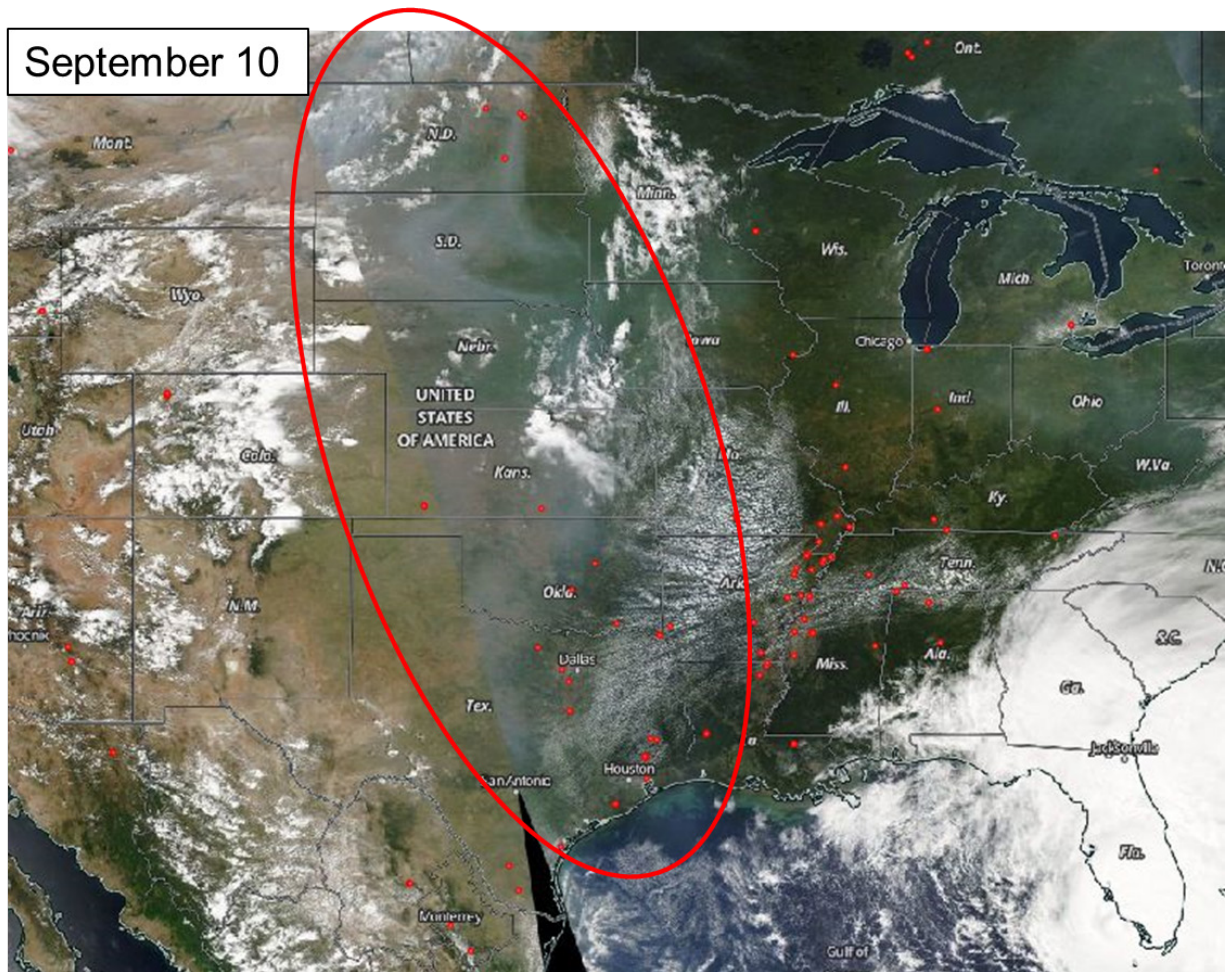 September 10
Ont.
Mont.
N.D.
Minn.
S.D.
Wis.
Mich.
Toronto
Wyo.
Nebr.
Iowa
Chicago
UNITED
STATES
OF AMERICA
Ill.
Ind.
Ohio
Utah
Colo.
Kans.
Mo.
W.Va.
Ky.
N.M.
Okla.
Ark.
Tenn.
Ariz.
Dallas
Miss.
Ala.
S.C.
Ga.
Tex.
Jacksonville
San Antonio
Houston
Fla.
Monterrey
Gulf of